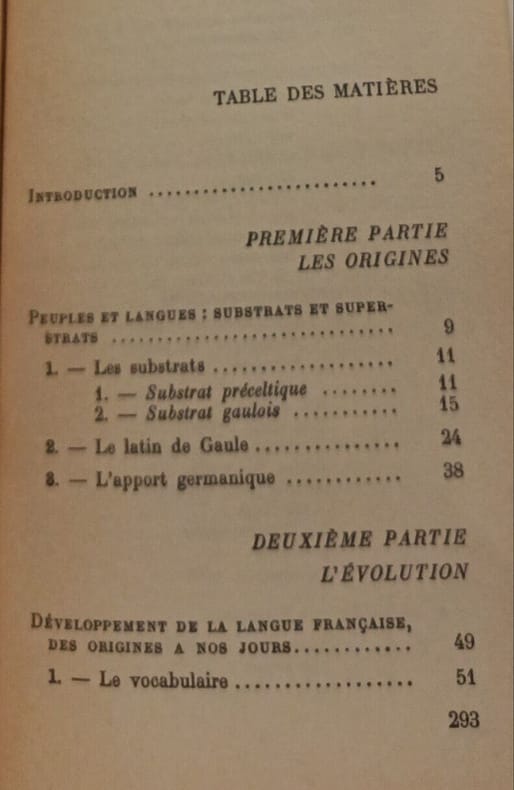 TABLE DES MATIÈRES
INTRODUCTION .......................... 5
PREMIÈRE PARTIE
LES ORIGINES
PEUPLES ET LANGUES : SUBSTRATS ET SUPER-
STRATS ............................... 9
1. — Les substrats .................... 11
1. — Substrat préceltique ........ 11
2. — Substrat gaulois ........... 15
2. — Le latin de Gaule ................ 24
3. — L'apport germanique ............ 38
DEUXIÈME PARTIE
L'ÉVOLUTION
DÉVELOPPEMENT DE LA LANGUE FRANÇAISE,
DES ORIGINES A NOS JOURS............ 49
1. — Le vocabulaire .................. 51
293